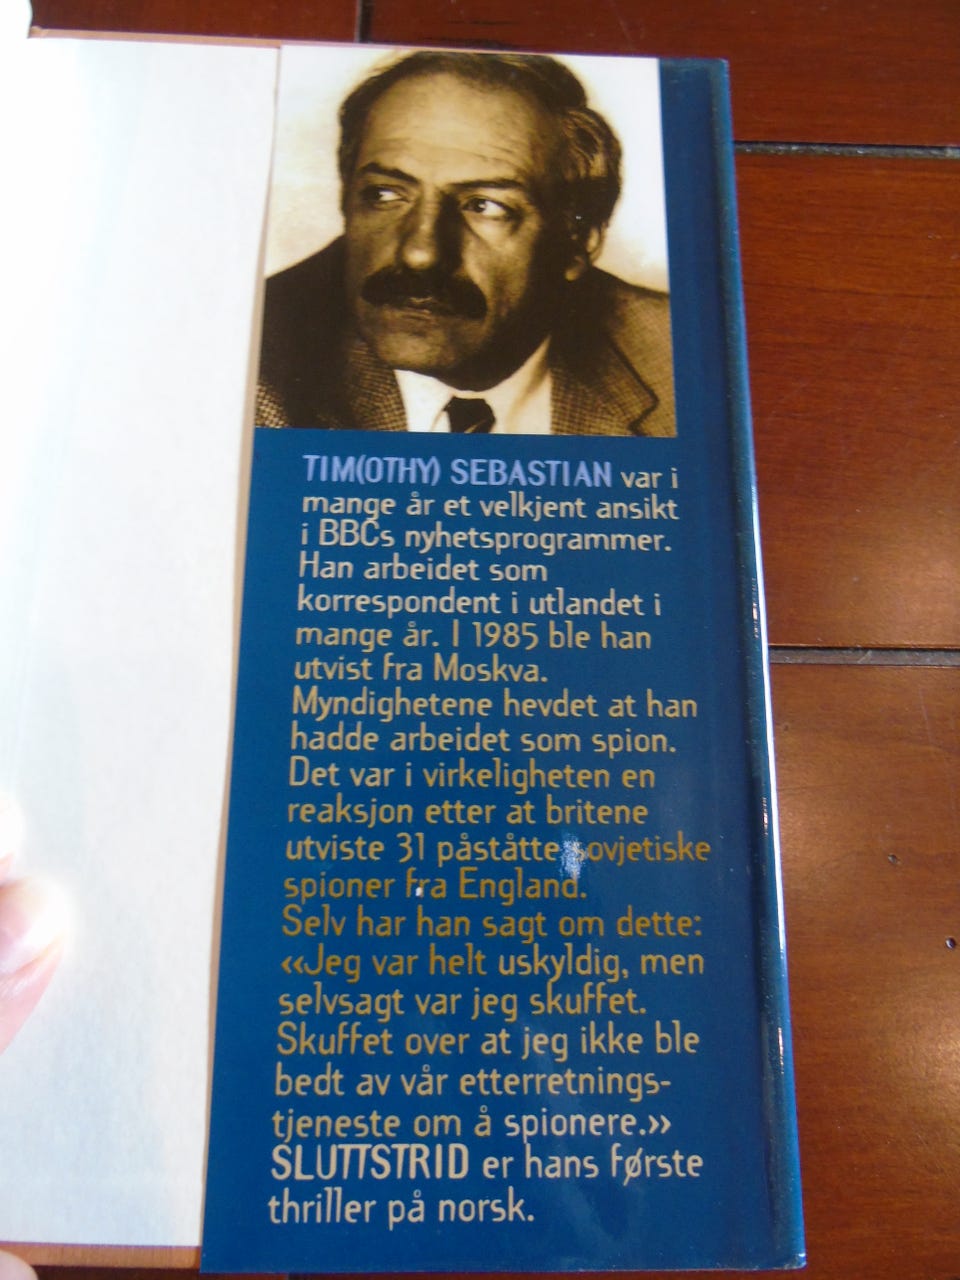 TIM(OTHY) SEBASTIAN var i
mange år et velkjent ansikt
i BBCs nyhetsprogrammer.
Han arbeidet som
korrespondent i utlandet i
mange år. I 1985 ble han
utvist fra Moskva.
Myndighetene hevdet at han
hadde arbeidet som spion.
Det var i virkeligheten en
reaksjon etter at britene
utviste 31 påståtte sovjetiske
spioner fra England.
Selv har han sagt om dette:
«Jeg var helt uskyldig, men
selvsagt var jeg skuffet.
Skuffet over at jeg ikke ble
bedt av vår etterretnings-
tjeneste om å spionere.»
SLUTTSTRID er hans første
thriller på norsk.